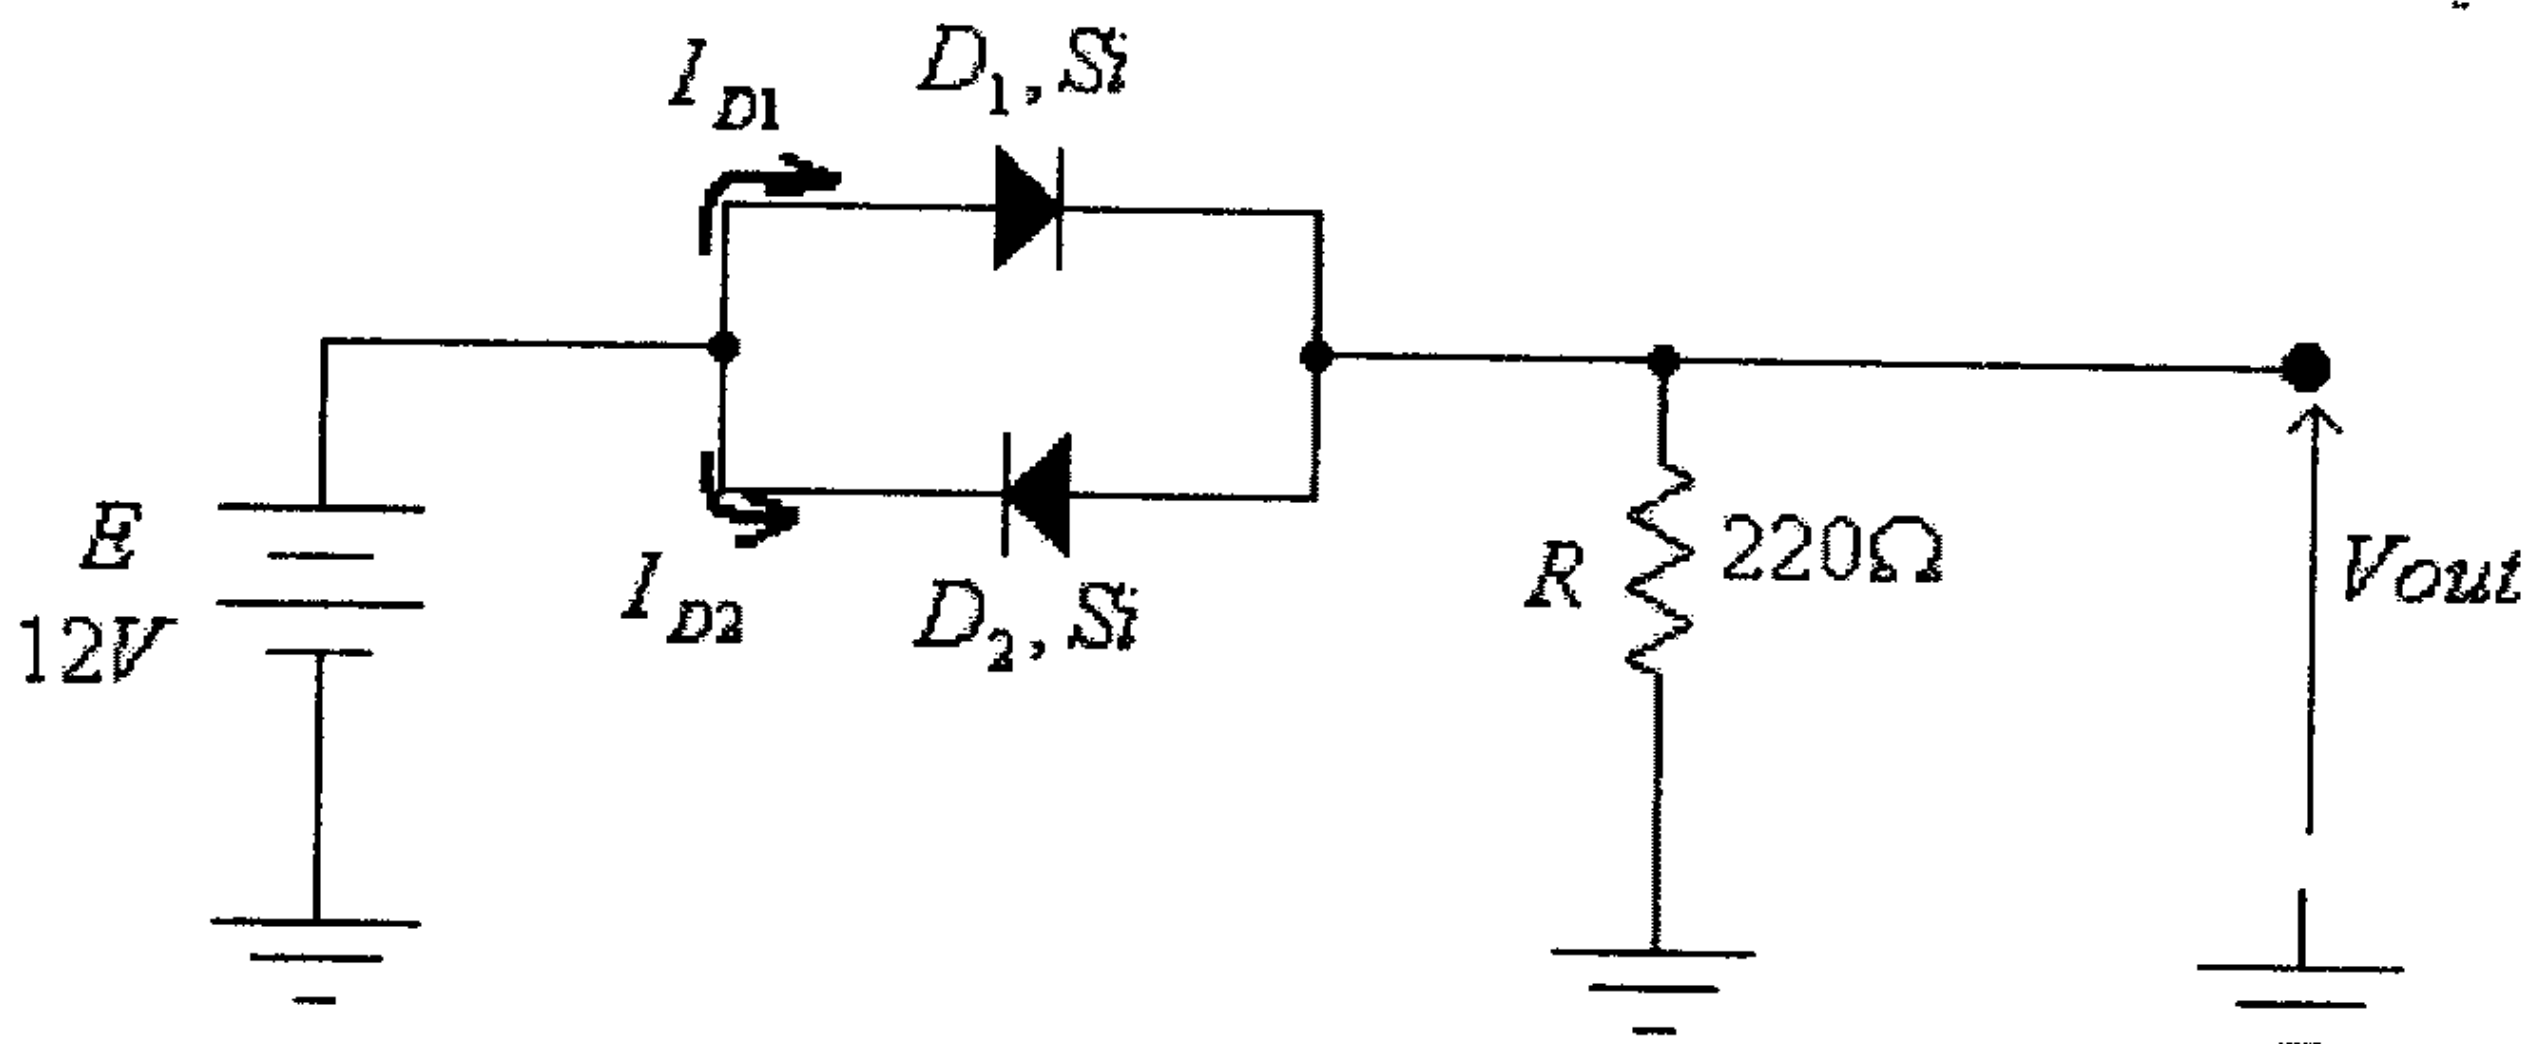 I_D1
D_1, Si
E
12V
I_D2
D_2, Si
R
220Ω
Vout